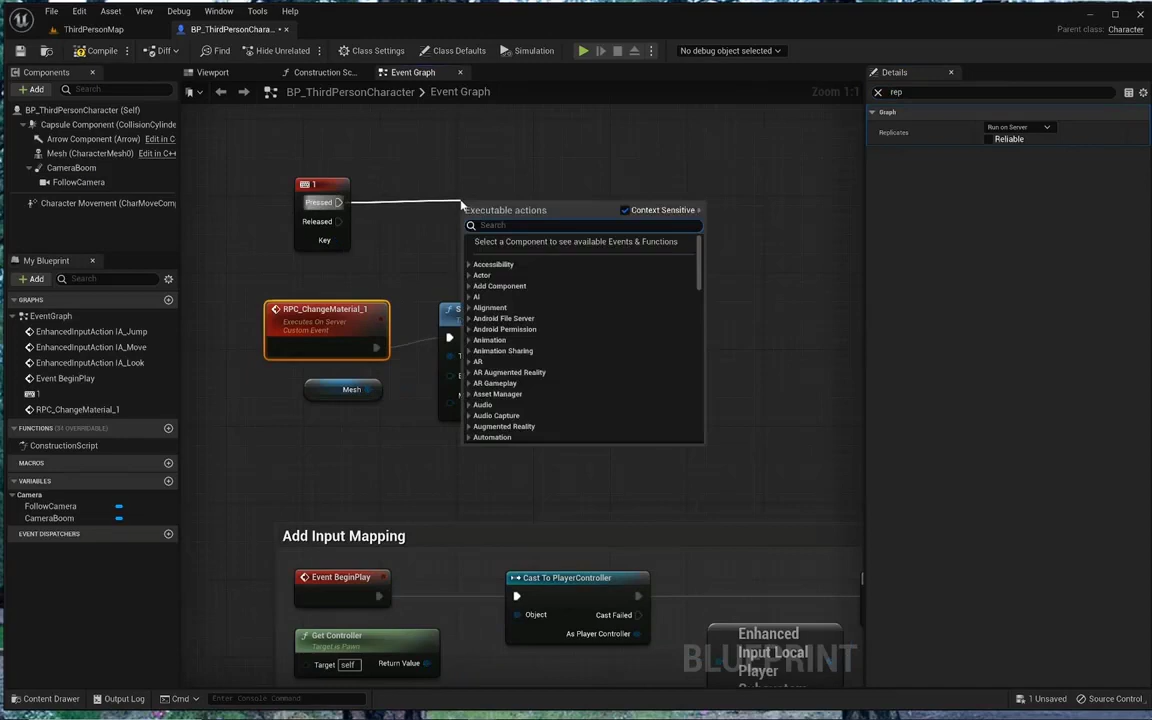 File Edit Asset View Debug Window Tools Help
ThirdPersonMap BP_ThirdPersonChara... Parent class: Character
Compile Diff Find Hide Unrelated Class Settings Class Defaults Simulation No debug object selected
Components Viewport Construction Sc... Event Graph Details
Add Search... BP_ThirdPersonCharacter > Event Graph Zoom 1:1 rep
BP_ThirdPersonCharacter (Self)
Capsule Component (CollisionCylinde
Arrow Component (Arrow) Edit in C
Mesh (CharacterMesh0) Edit in C++
CameraBoom
FollowCamera
Character Movement (CharMoveComp
Graph
Replicates Run on Server
Reliable
1
Pressed
Released
Key
Executable actions Context Sensitive
Search
Select a Component to see available Events & Functions
Accessibility
Actor
Add Component
Ai
Alignment
Android File Server
Android Permission
Animation
Animation Sharing
AR
AR Augmented Reality
AR Gameplay
Asset Manager
Audio
Audio Capture
Augmented Reality
Automation
My Blueprint
Add Search
GRAPHS
EventGraph
EnhancedInputAction IA_Jump
EnhancedInputAction IA_Move
EnhancedInputAction IA_Look
Event BeginPlay
1
RPC_ChangeMaterial_1
FUNCTIONS (31 OVERRIDABLE)
ConstructionScript
MACROS
VARIABLES
Camera
FollowCamera
CameraBoom
EVENT DISPATCHERS
RPC_ChangeMaterial_1
Executes On Server
Custom Event
Mesh
Add Input Mapping
Event BeginPlay
Get Controller
Target is Pawn
Target self Return Value
Cast To PlayerController
Object Cast Failed
As Player Controller
Enhanced
Input Local
Player
BLUEPRINT
Content Drawer Output Log Cmd Enter Console Command 1 Unsaved Source Control